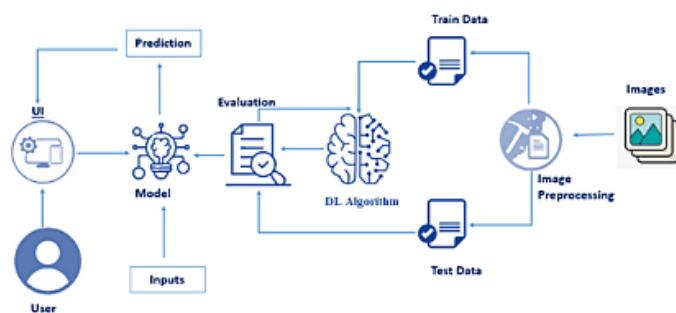 Train Data
Prediction
Images
Evaluation
UI
Model
DL Algorithm
Image
Preprocessing
Inputs
Test Data
User